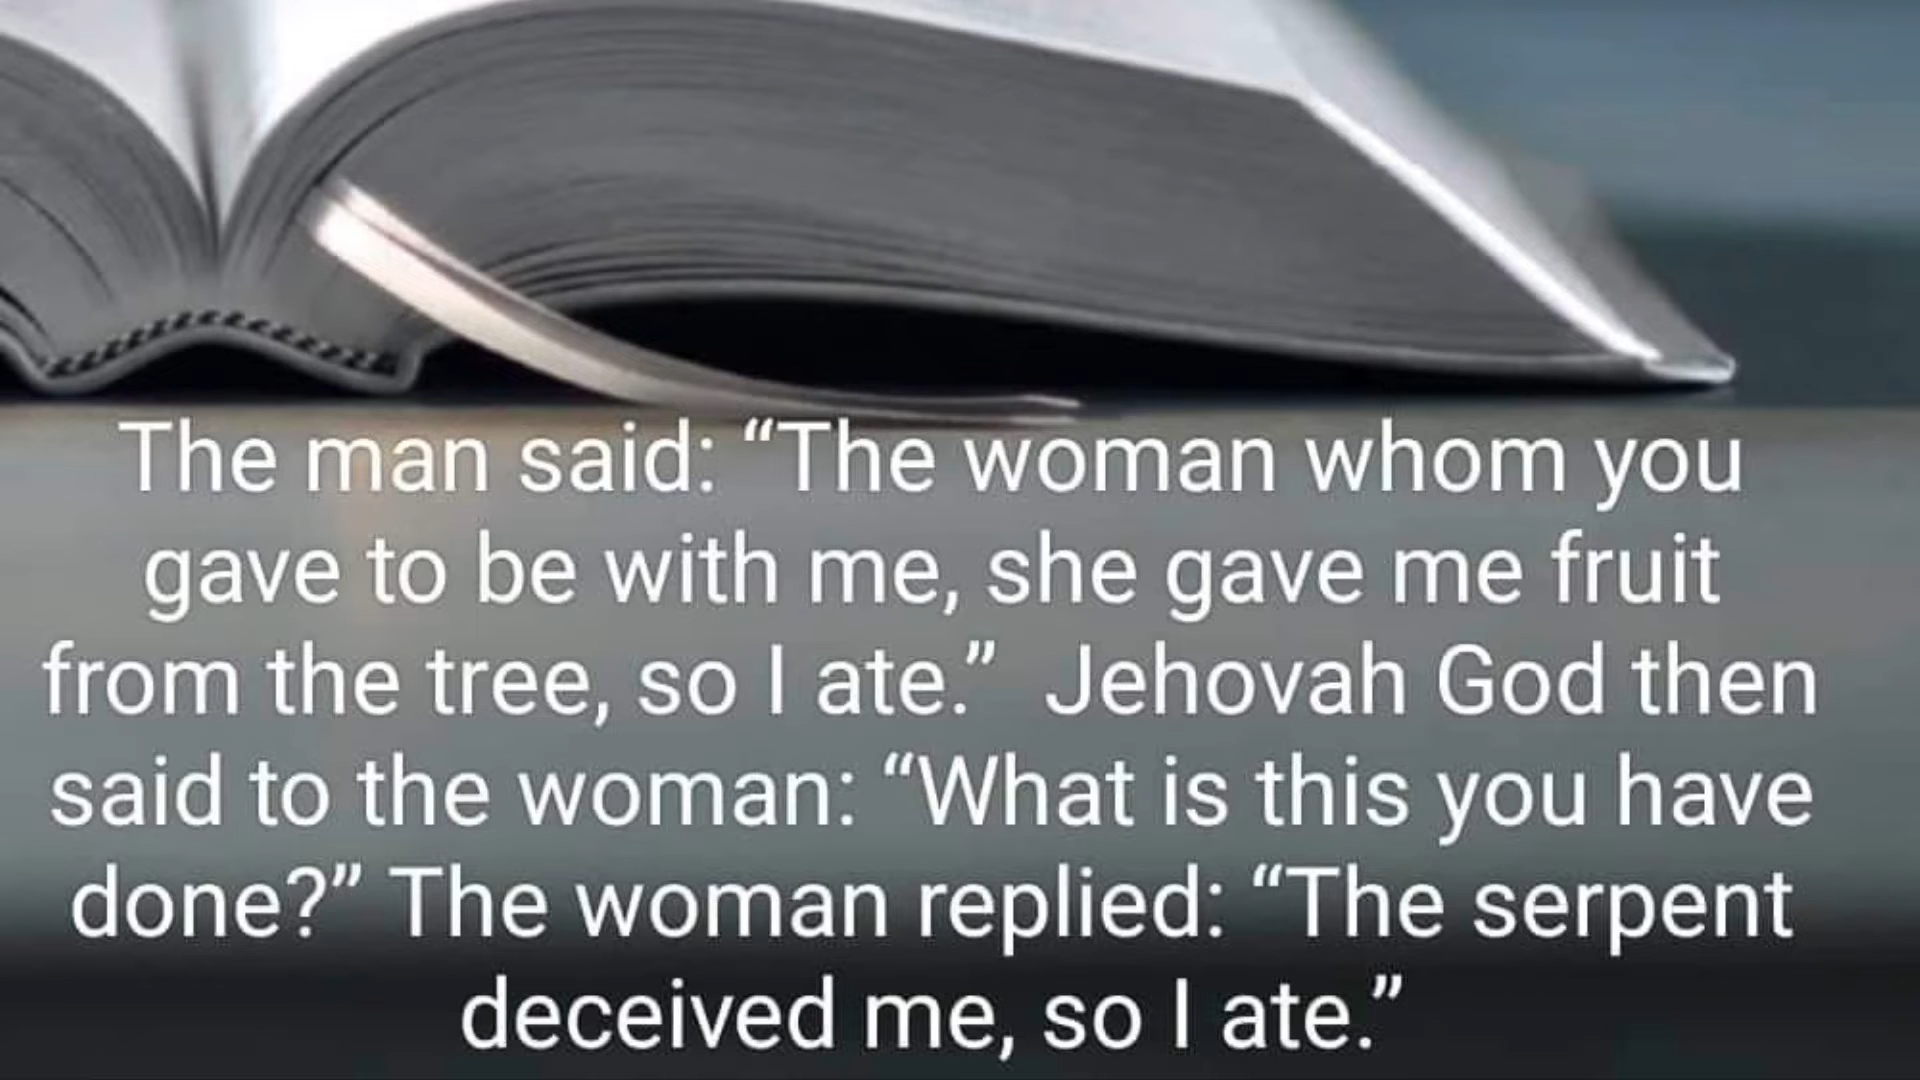 The man said: “The woman whom you
gave to be with me, she gave me fruit
from the tree, so I ate.”  Jehovah God then
said to the woman: “What is this you have
done?” The woman replied: “The serpent
deceived me, so I ate.”